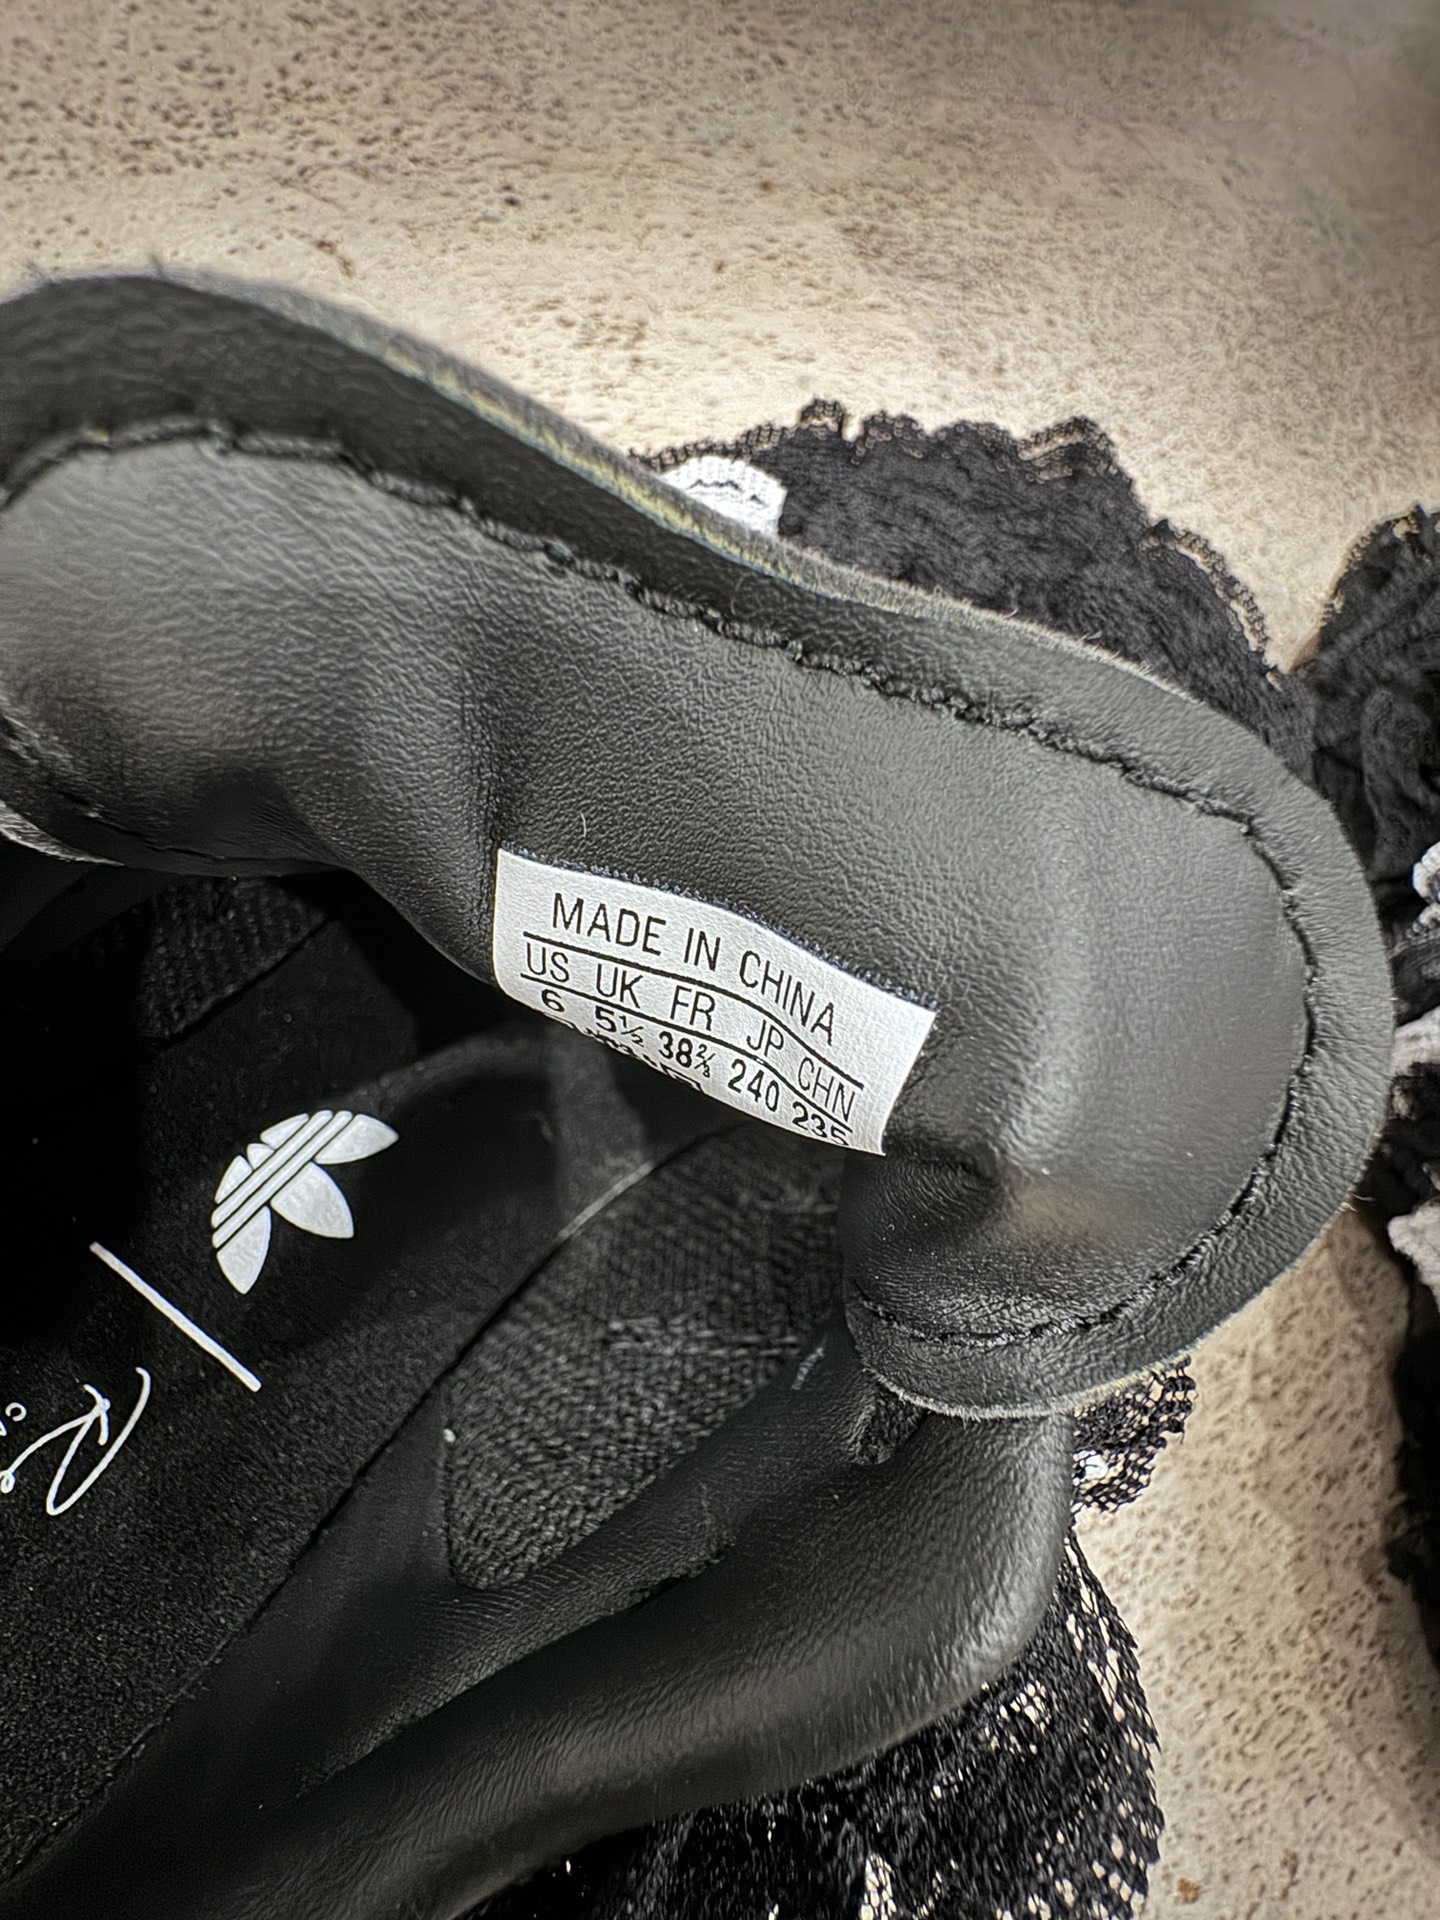 MADE IN CHINA
US UK FR JP CHN
6 5½ 38⅔ 240 235